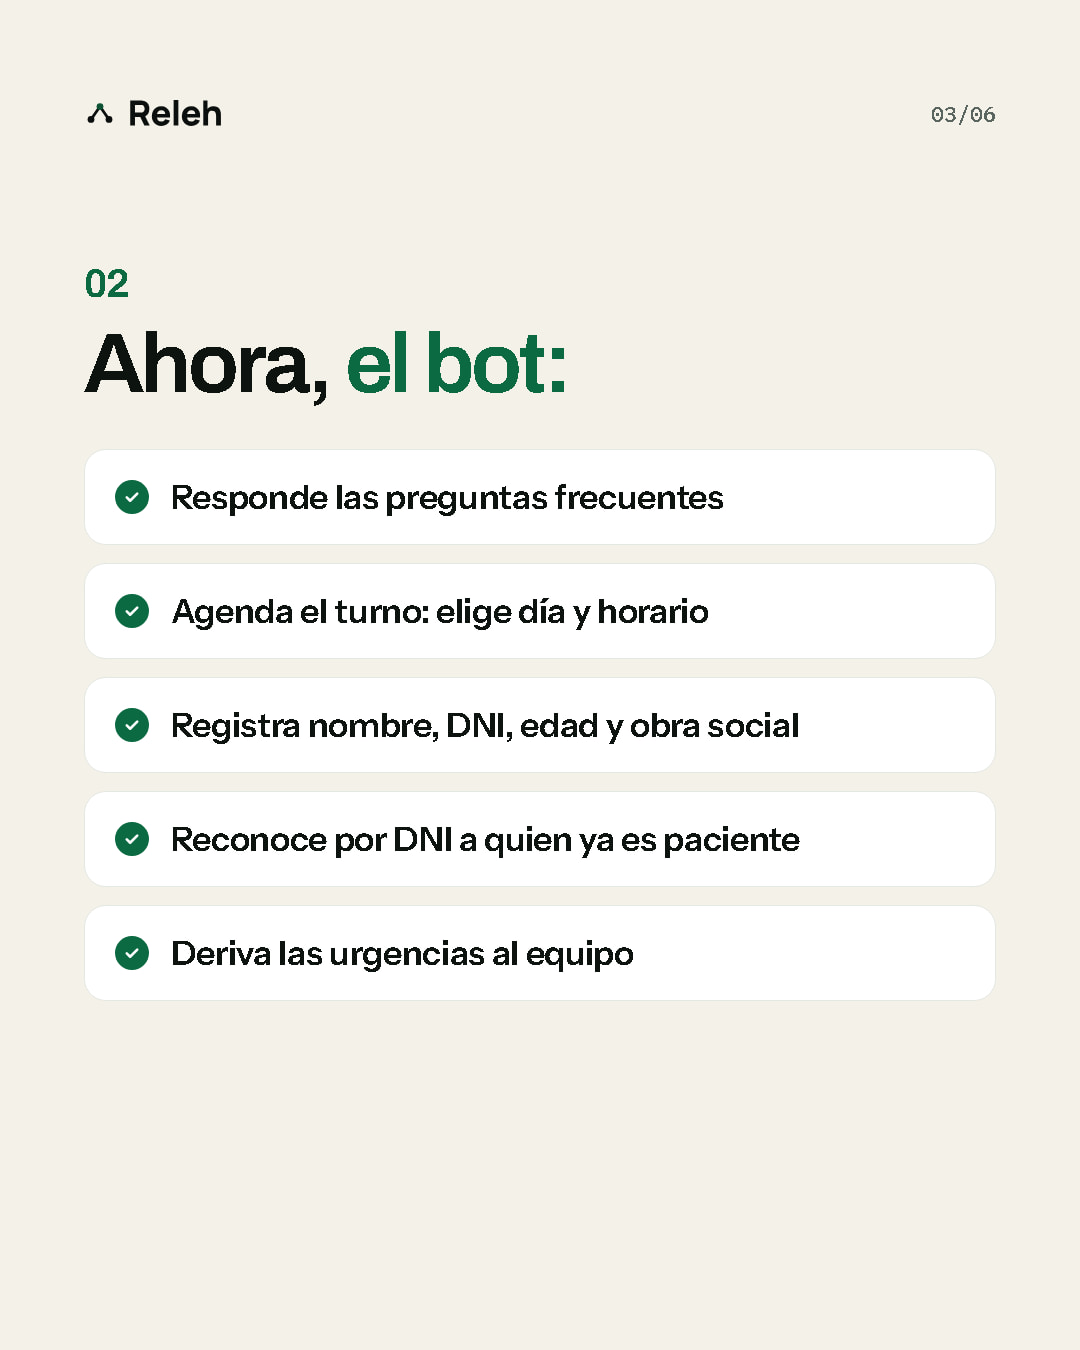 Releh
03/06
02
Ahora, el bot:
Responde las preguntas frecuentes
Agenda el turno: elige día y horario
Registra nombre, DNI, edad y obra social
Reconoce por DNI a quien ya es paciente
Deriva las urgencias al equipo